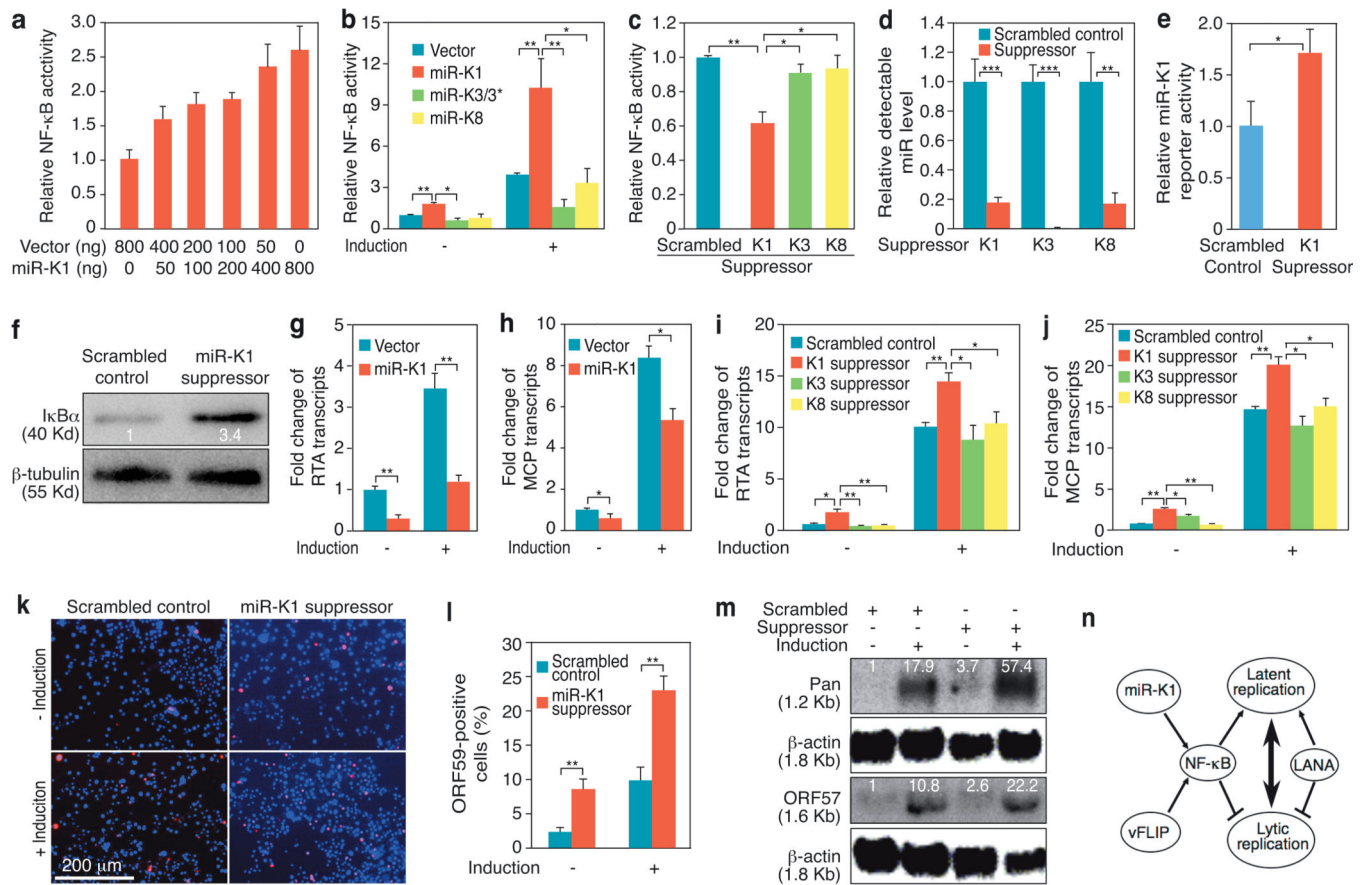 a
Relative NF-κB actctivity
3.0
2.5
2.0
1.5
1.0
0.5
0
Vector (ng) 800 400 200 100 50 0
miR-K1 (ng) 0 50 100 200 400 800
b
Relative NF-κB activity
15
12
9
6
3
0
Vector
miR-K1
miR-K3/3*
miR-K8
** * ** ** *
Induction - +
c
Relative NF-κB activity
1.2
1.0
0.8
0.6
0.4
0.2
0
** * *
Scrambled K1 K3 K8
Suppressor
d
Relative detectable
miR level
1.40
1.20
1.0
0.80
0.60
0.40
0.20
0
Scrambled control
Suppressor
*** *** **
Suppressor K1 K3 K8
e
Relative miR-K1
reporter activity
2.0
1.5
1.0
0.5
0
*
Scrambled K1
Control Supressor
f
Scrambled miR-K1
control suppressor
IκBα
(40 Kd)
1 3.4
β-tubulin
(55 Kd)
g
Fold change of
RTA transcripts
5
4
3
2
1
0
Vector
miR-K1
** **
Induction - +
h
Fold change of
MCP transcripts
10
8
6
4
2
0
Vector
miR-K1
* *
- +
i
Fold change of
RTA transcripts
20
15
10
5
0
Scrambled control
K1 suppressor
K3 suppressor
K8 suppressor
* ** ** ** * *
Induction - +
j
Fold change of
MCP transcripts
25
20
15
10
5
0
Scrambled control
K1 suppressor
K3 suppressor
K8 suppressor
** * ** ** * *
Induction - +
k
Scrambled control miR-K1 suppressor
- Induction
+ Induciton
200 μm
l
ORF59-positive
cells (%)
30
25
20
15
10
5
0
Scrambled
control
miR-K1
suppressor
** **
Induction - +
m
Scrambled + + - -
Suppressor - - + +
Induction - + - +
1 17.9 3.7 57.4
Pan
(1.2 Kb)
β-actin
(1.8 Kb)
1 10.8 2.6 22.2
ORF57
(1.6 Kb)
β-actin
(1.8 Kb)
n
Latent
replication
miR-K1
NF-κB
LANA
vFLIP
Lytic
replication